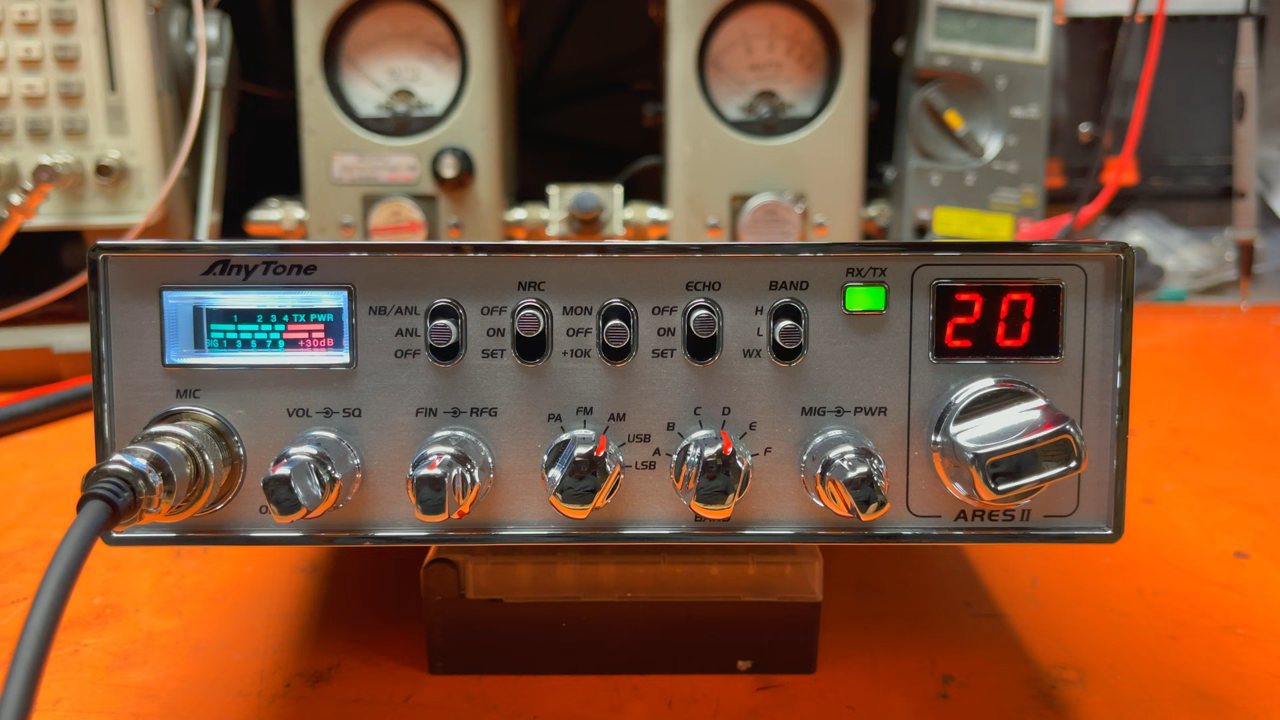 AnyTone
1 2 3 4 TX PWR
SIG 1 3 5 7 9 +30dB
NB/ANL
ANL
OFF
NRC
OFF
ON
SET
MON
OFF
+10K
ECHO
OFF
ON
SET
BAND
H
L
WX
RX/TX
20
MIC
VOL SQ
FIN RFG
PA FM AM USB LSB
A B C D E F
MIG PWR
ARES II